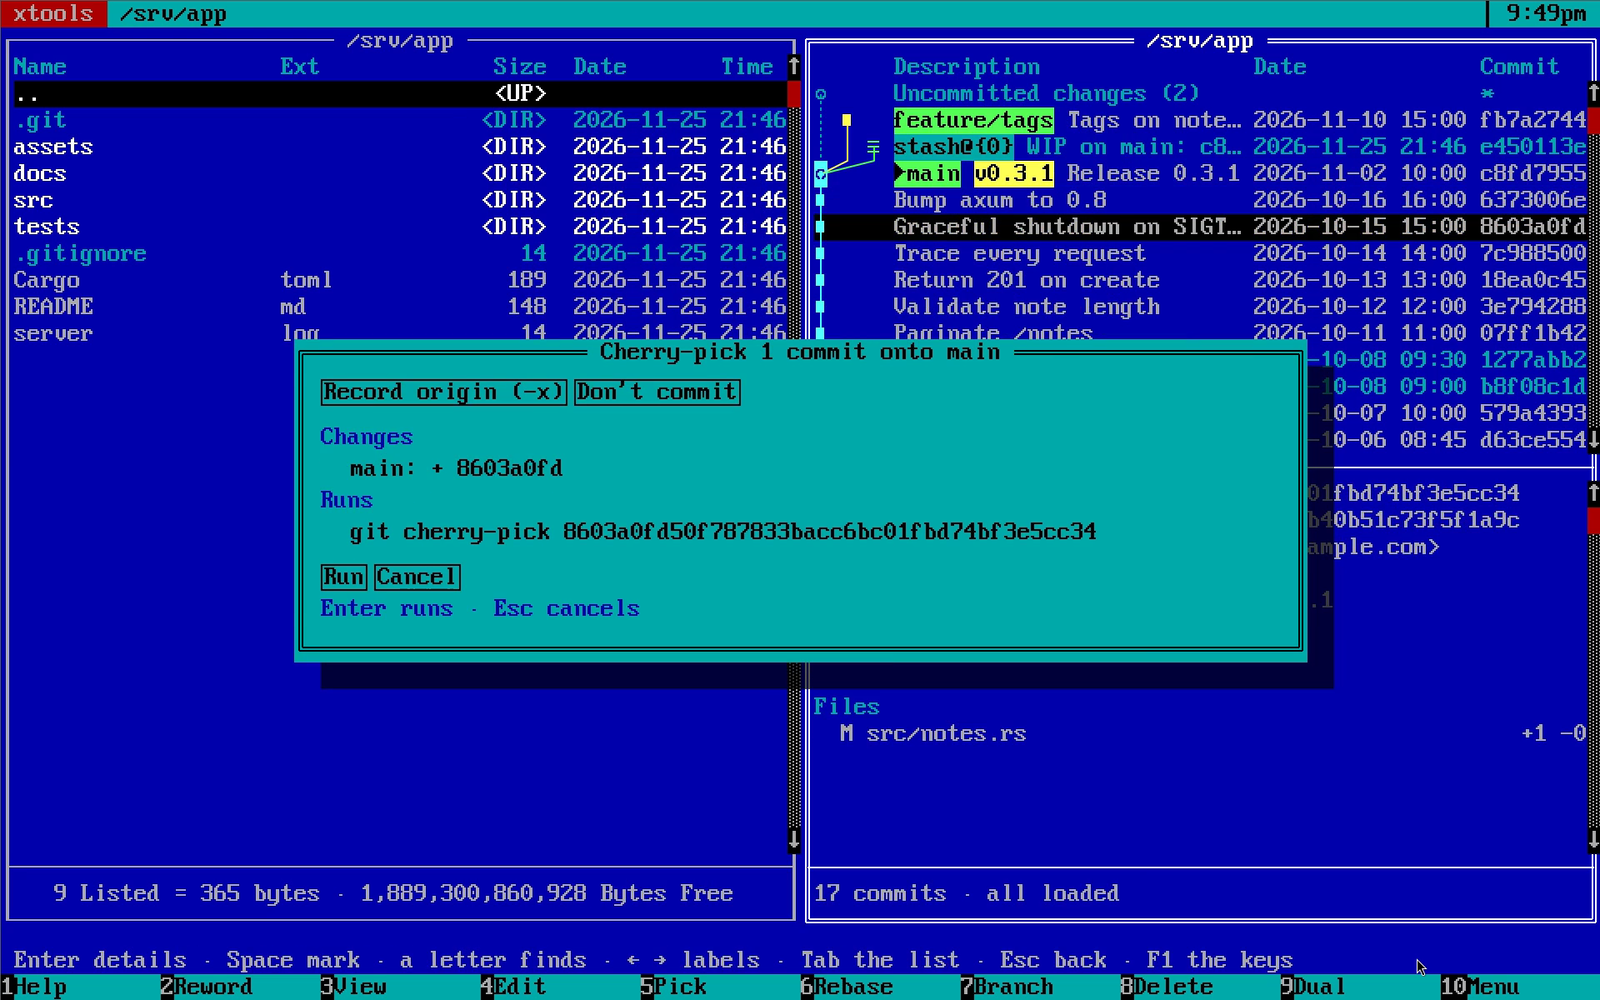 xtools /srv/app 9:49pm
/srv/app
Name Ext Size Date Time
.. <UP>
.git <DIR> 2026-11-25 21:46
assets <DIR> 2026-11-25 21:46
docs <DIR> 2026-11-25 21:46
src <DIR> 2026-11-25 21:46
tests <DIR> 2026-11-25 21:46
.gitignore 14 2026-11-25 21:46
Cargo toml 189 2026-11-25 21:46
README md 148 2026-11-25 21:46
server log 14 2026-11-25 21:46
9 Listed = 365 bytes · 1,889,300,860,928 Bytes Free
/srv/app
Description Date Commit
Uncommitted changes (2) *
feature/tags Tags on note… 2026-11-10 15:00 fb7a2744
stash@{0} WIP on main: c8… 2026-11-25 21:46 e450113e
main v0.3.1 Release 0.3.1 2026-11-02 10:00 c8fd7955
Bump axum to 0.8 2026-10-16 16:00 6373006e
Graceful shutdown on SIGT… 2026-10-15 15:00 8603a0fd
Trace every request 2026-10-14 14:00 7c988500
Return 201 on create 2026-10-13 13:00 18ea0c45
Validate note length 2026-10-12 12:00 3e794288
Paginate /notes 2026-10-11 11:00 07ff1b42
-10-08 09:30 1277abb2
-10-08 09:00 b8f08c1d
-10-07 10:00 579a4393
-10-06 08:45 d63ce554
01fbd74bf3e5cc34
b40b51c73f5f1a9c
ample.com>
.1
Files
M src/notes.rs +1 -0
17 commits · all loaded
Cherry-pick 1 commit onto main
Record origin (-x) Don't commit
Changes
main: + 8603a0fd
Runs
git cherry-pick 8603a0fd50f787833bacc6bc01fbd74bf3e5cc34
Run Cancel
Enter runs · Esc cancels
Enter details · Space mark · a letter finds · ← → labels · Tab the list · Esc back · F1 the keys
1Help 2Reword 3View 4Edit 5Pick 6Rebase 7Branch 8Delete 9Dual 10Menu